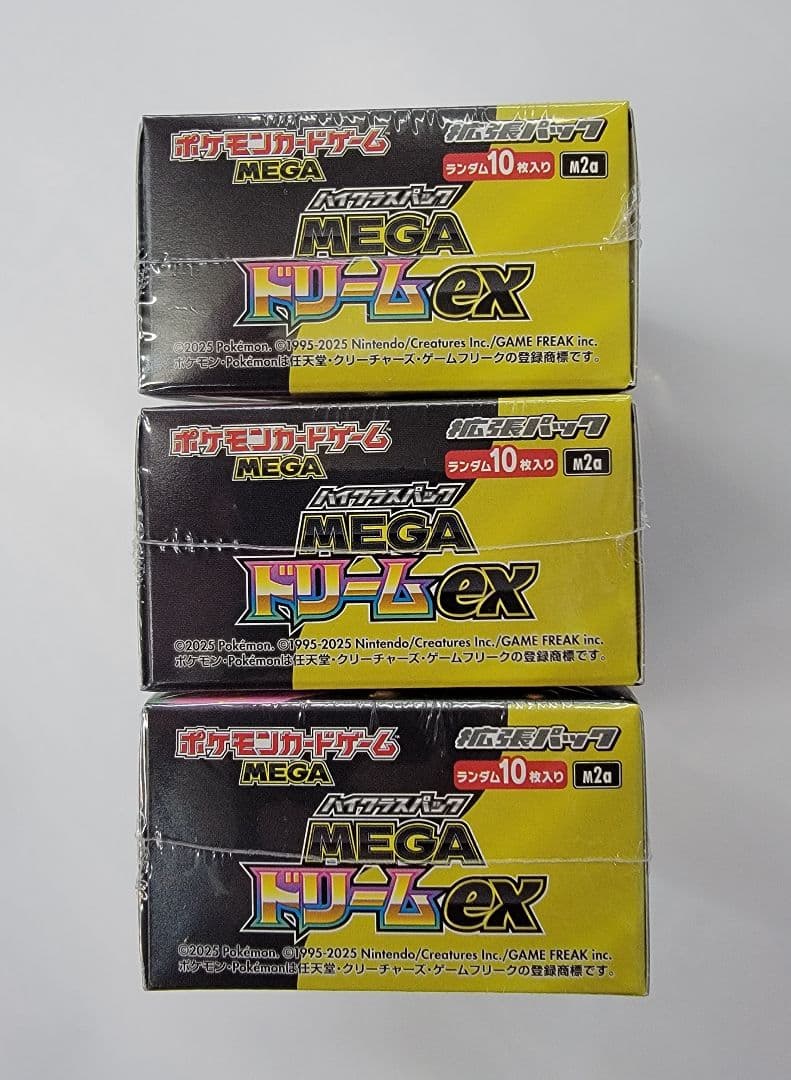 ポケモンカードゲーム
MEGA
拡張パック
ランダム10枚入り M2a
ハイクラスパック
MEGA
ドリームex
©2025 Pokémon. ©1995-2025 Nintendo/Creatures Inc./GAME FREAK inc.
ポケモン・Pokémonは任天堂・クリーチャーズ・ゲームフリークの登録商標です。
ポケモンカードゲーム
MEGA
拡張パック
ランダム10枚入り M2a
ハイクラスパック
MEGA
ドリームex
©2025 Pokémon. ©1995-2025 Nintendo/Creatures Inc./GAME FREAK inc.
ポケモン・Pokémonは任天堂・クリーチャーズ・ゲームフリークの登録商標です。
ポケモンカードゲーム
MEGA
拡張パック
ランダム10枚入り M2a
ハイクラスパック
MEGA
ドリームex
©2025 Pokémon. ©1995-2025 Nintendo/Creatures Inc./GAME FREAK inc.
ポケモン・Pokémonは任天堂・クリーチャーズ・ゲームフリークの登録商標です。